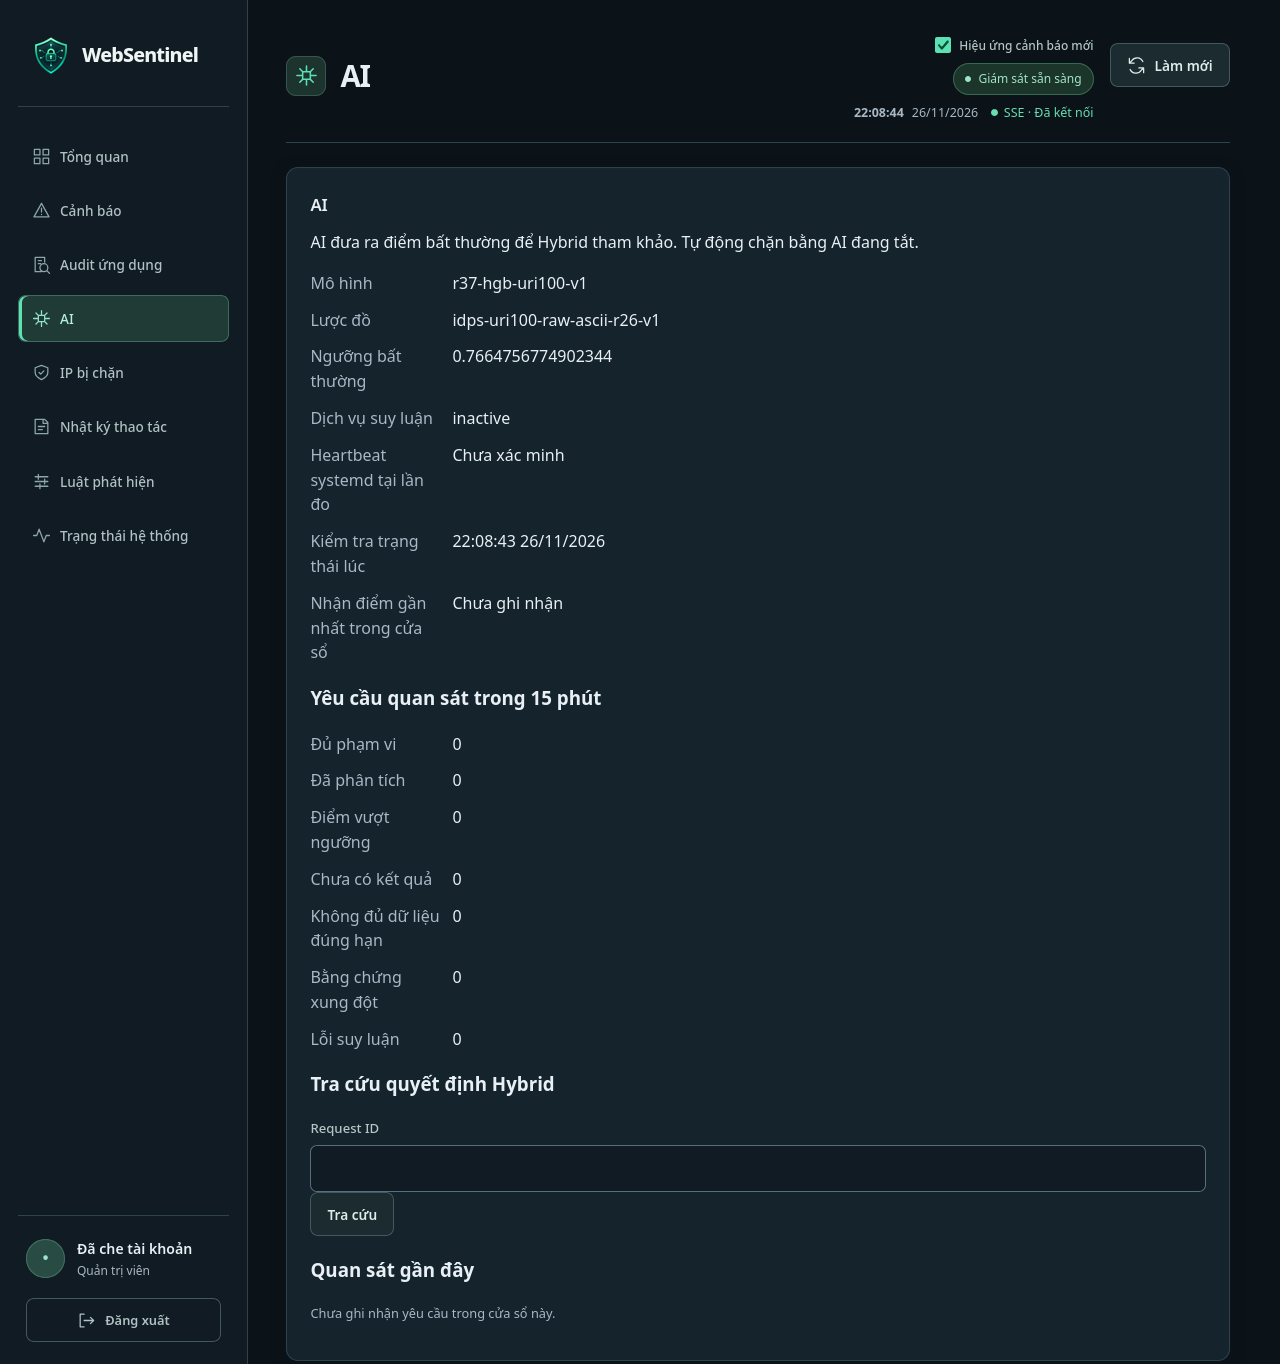 WebSentinel
Tổng quan
Cảnh báo
Audit ứng dụng
AI
IP bị chặn
Nhật ký thao tác
Luật phát hiện
Trạng thái hệ thống
Đã che tài khoản
Quản trị viên
Đăng xuất
AI
Hiệu ứng cảnh báo mới
Giám sát sẵn sàng
22:08:44 26/11/2026 SSE · Đã kết nối
Làm mới
AI
AI đưa ra điểm bất thường để Hybrid tham khảo. Tự động chặn bằng AI đang tắt.
Mô hình r37-hgb-uri100-v1
Lược đồ idps-uri100-raw-ascii-r26-v1
Ngưỡng bất 0.7664756774902344
thường
Dịch vụ suy luận inactive
Heartbeat Chưa xác minh
systemd tại lần
đo
Kiểm tra trạng 22:08:43 26/11/2026
thái lúc
Nhận điểm gần Chưa ghi nhận
nhất trong cửa
sổ
Yêu cầu quan sát trong 15 phút
Đủ phạm vi 0
Đã phân tích 0
Điểm vượt 0
ngưỡng
Chưa có kết quả 0
Không đủ dữ liệu 0
đúng hạn
Bằng chứng 0
xung đột
Lỗi suy luận 0
Tra cứu quyết định Hybrid
Request ID
Tra cứu
Quan sát gần đây
Chưa ghi nhận yêu cầu trong cửa sổ này.